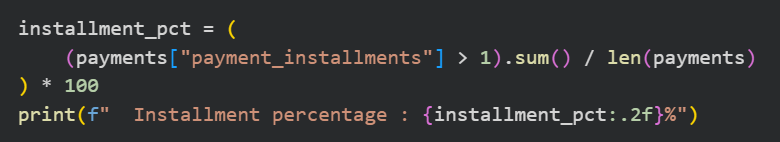 installment_pct = (
    (payments["payment_installments"] > 1).sum() / len(payments)
) * 100
print(f"  Installment percentage : {installment_pct:.2f}%")